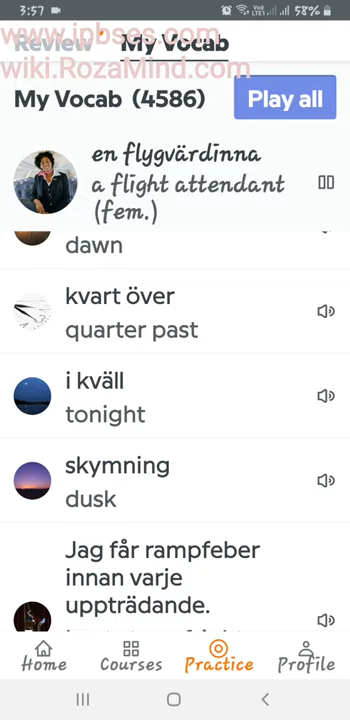 3:57
58%
www.ipbses.com
Review
My Vocab
wiki.RozaMind.com
My Vocab (4586)
Play all
en flygvärdinna
a flight attendant
(fem.)
dawn
kvart över
quarter past
i kväll
tonight
skymning
dusk
Jag får rampfeber
innan varje
uppträdande.
Home
Courses
Practice
Profile